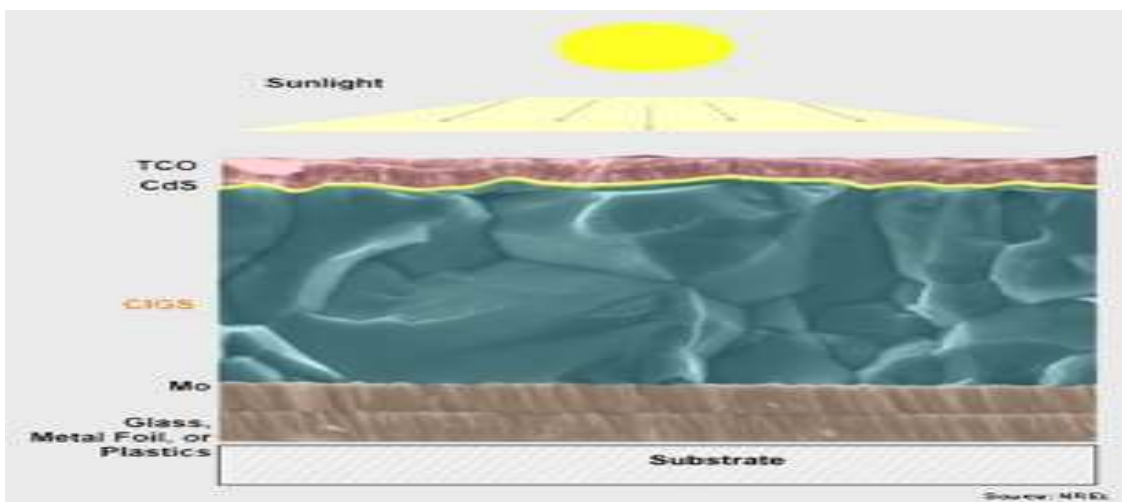 Sunlight
TCO
CdS
CIGS
Mo
Glass,
Metal Foil, or
Plastics
Substrate
Source: NREL